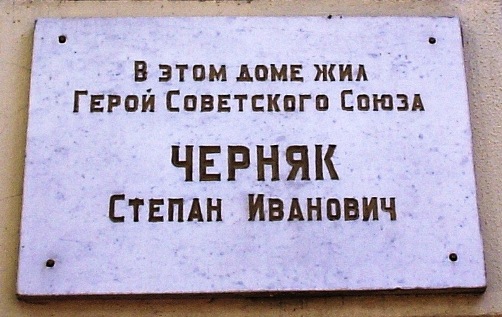 В этом доме жил
Герой Советского Союза
ЧЕРНЯК
Степан Иванович